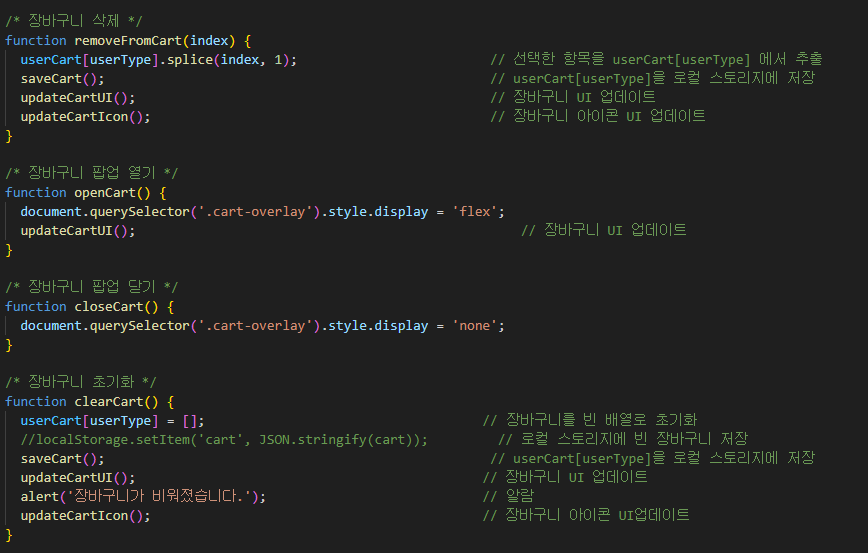 /* 장바구니 삭제 */
function removeFromCart(index) {
  userCart[userType].splice(index, 1);                         // 선택한 항목을 userCart[userType] 에서 추출
  saveCart();                                                  // userCart[userType]을 로컬 스토리지에 저장
  updateCartUI();                                              // 장바구니 UI 업데이트
  updateCartIcon();                                            // 장바구니 아이콘 UI 업데이트
}

/* 장바구니 팝업 열기 */
function openCart() {
  document.querySelector('.cart-overlay').style.display = 'flex';
  updateCartUI();                                                  // 장바구니 UI 업데이트
}

/* 장바구니 팝업 닫기 */
function closeCart() {
  document.querySelector('.cart-overlay').style.display = 'none';
}

/* 장바구니 초기화 */
function clearCart() {
  userCart[userType] = [];                                    // 장바구니를 빈 배열로 초기화
  //localStorage.setItem('cart', JSON.stringify(cart));         // 로컬 스토리지에 빈 장바구니 저장
  saveCart();                                                  // userCart[userType]을 로컬 스토리지에 저장
  updateCartUI();                                             // 장바구니 UI 업데이트
  alert('장바구니가 비워졌습니다.');                            // 알람
  updateCartIcon();                                           // 장바구니 아이콘 UI업데이트
}